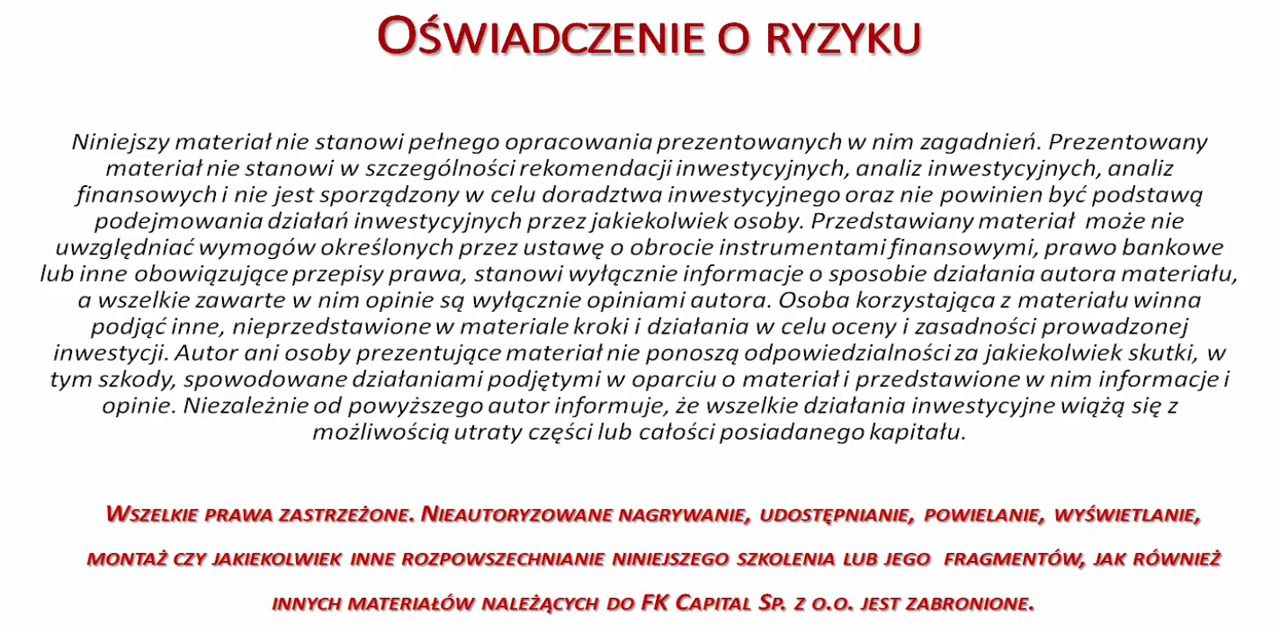 OŚWIADCZENIE O RYZYKU
Niniejszy materiał nie stanowi pełnego opracowania prezentowanych w nim zagadnień. Prezentowany
materiał nie stanowi w szczególności rekomendacji inwestycyjnych, analiz inwestycyjnych, analiz
finansowych i nie jest sporządzony w celu doradztwa inwestycyjnego oraz nie powinien być podstawą
podejmowania działań inwestycyjnych przez jakiekolwiek osoby. Przedstawiany materiał może nie
uwzględniać wymogów określonych przez ustawę o obrocie instrumentami finansowymi, prawo bankowe
lub inne obowiązujące przepisy prawa, stanowi wyłącznie informacje o sposobie działania autora materiału,
a wszelkie zawarte w nim opinie są wyłącznie opiniami autora. Osoba korzystająca z materiału winna
podjąć inne, nieprzedstawione w materiale kroki i działania w celu oceny i zasadności prowadzonej
inwestycji. Autor ani osoby prezentujące materiał nie ponoszą odpowiedzialności za jakiekolwiek skutki, w
tym szkody, spowodowane działaniami podjętymi w oparciu o materiał i przedstawione w nim informacje i
opinie. Niezależnie od powyższego autor informuje, że wszelkie działania inwestycyjne wiążą się z
możliwością utraty części lub całości posiadanego kapitału.
WSZELKIE PRAWA ZASTRZEŻONE. NIEAUTORYZOWANE NAGRYWANIE, UDOSTĘPNIANIE, POWIELANIE, WYŚWIETLANIE,
MONTAŻ CZY JAKIEKOLWIEK INNE ROZPOWSZECHNIANIE NINIEJSZEGO SZKOLENIA LUB JEGO FRAGMENTÓW, JAK RÓWNIEŻ
INNYCH MATERIAŁÓW NALEŻĄCYCH DO FK CAPITAL SP. Z O.O. JEST ZABRONIONE.